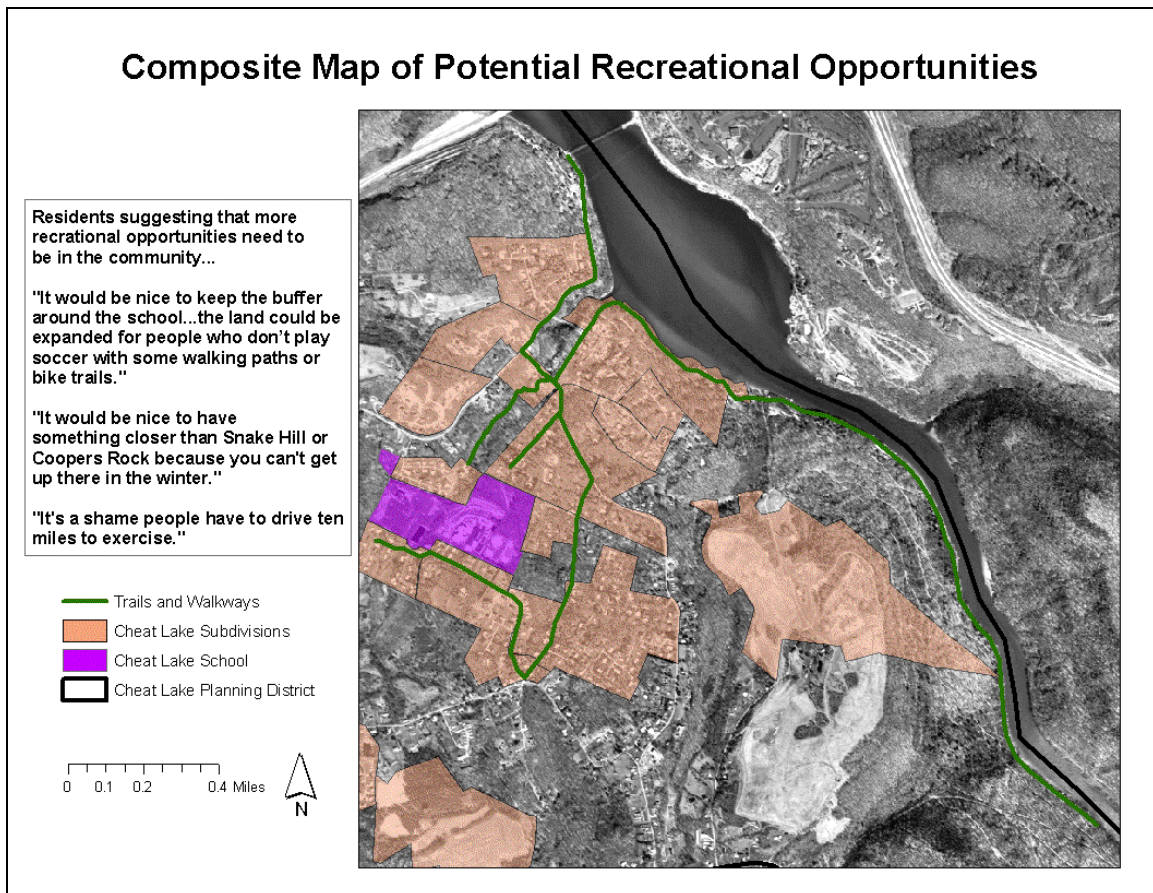 Composite Map of Potential Recreational Opportunities
Residents suggesting that more
recrational opportunities need to
be in the community...
"It would be nice to keep the buffer
around the school...the land could be
expanded for people who don't play
soccer with some walking paths or
bike trails."
"It would be nice to have
something closer than Snake Hill or
Coopers Rock because you can't get
up there in the winter."
"It's a shame people have to drive ten
miles to exercise."
Trails and Walkways
Cheat Lake Subdivisions
Cheat Lake School
Cheat Lake Planning District
0 0.1 0.2 0.4 Miles
N